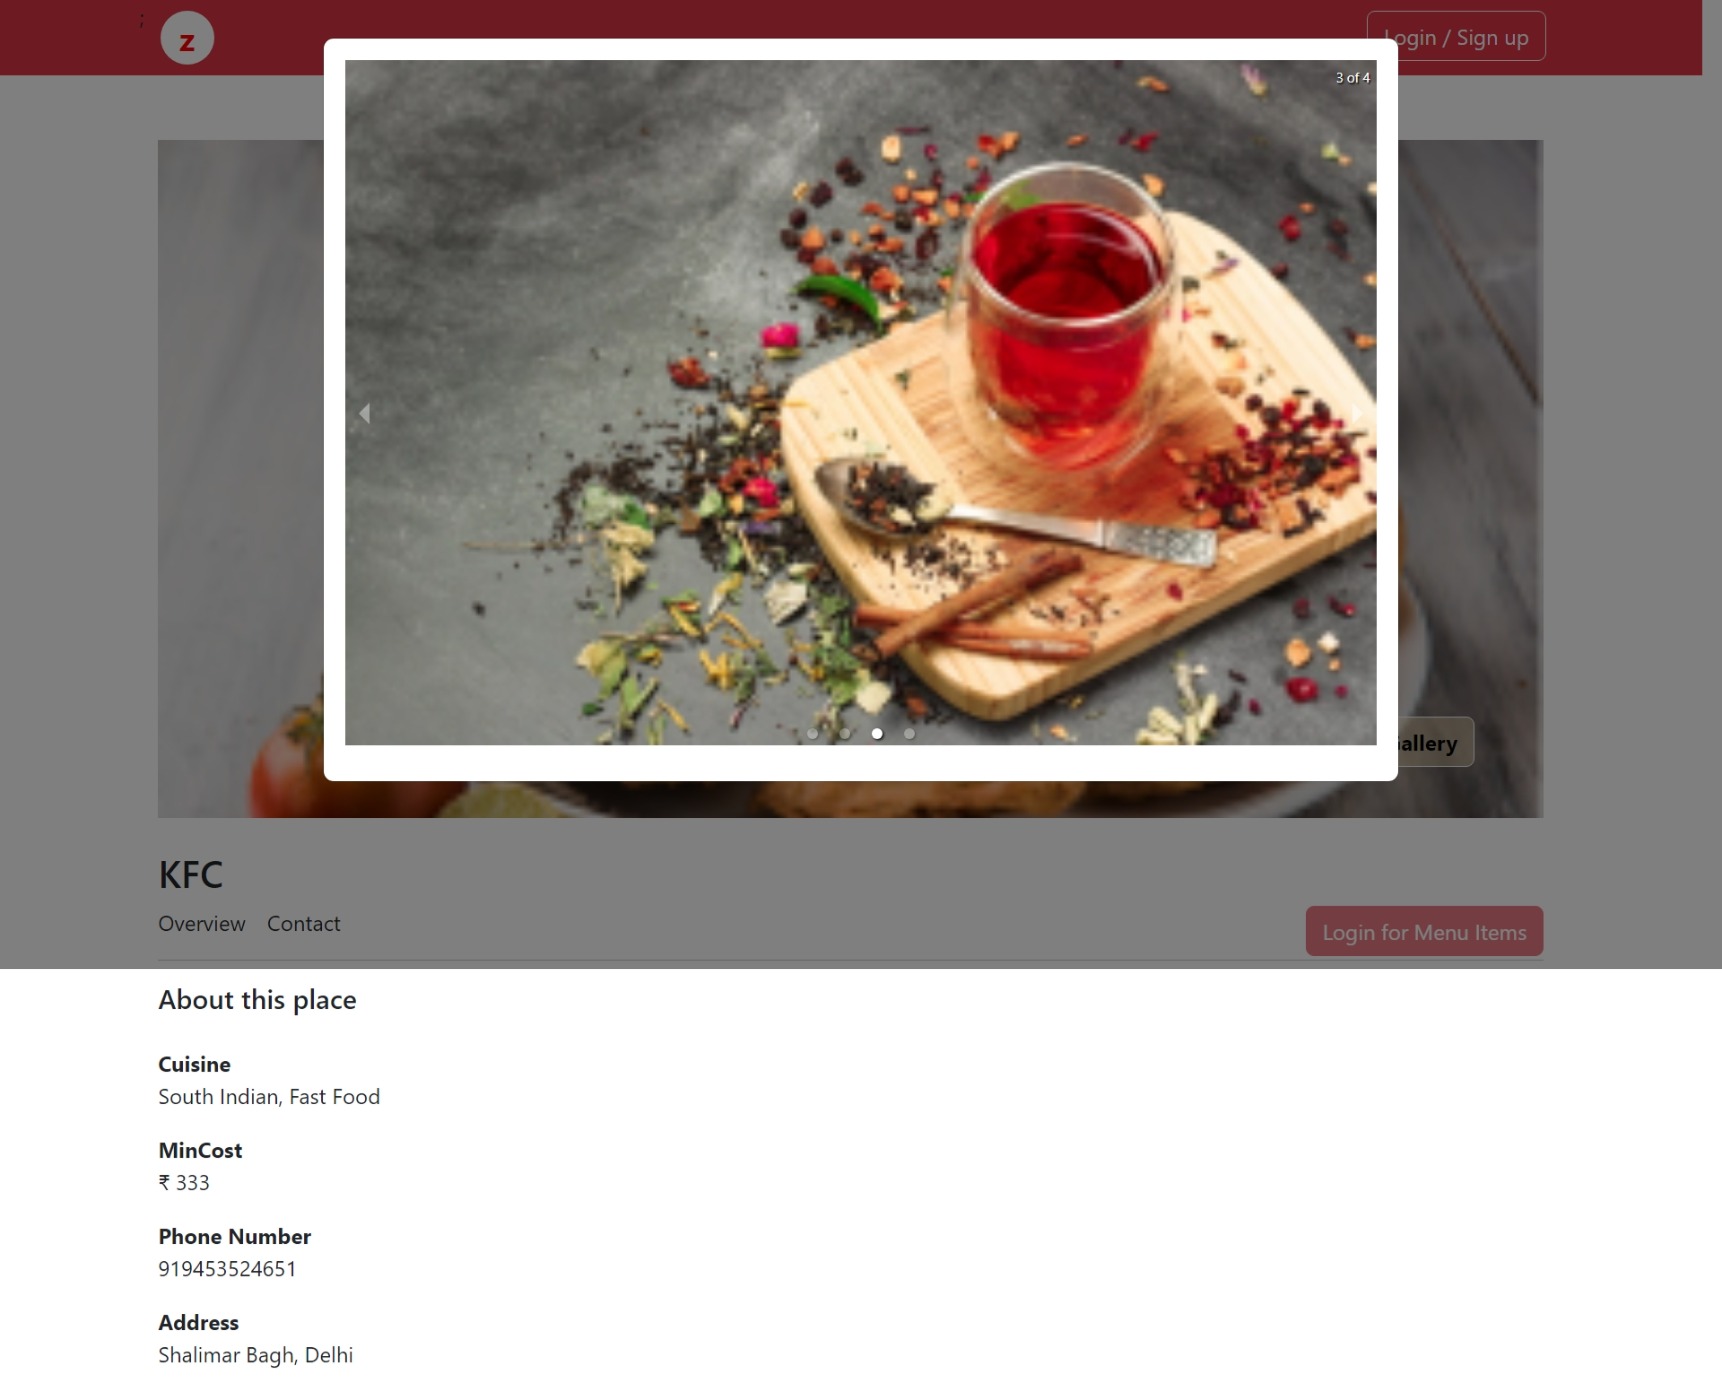 ;
z
Login / Sign up
3 of 4
Gallery
KFC
Overview Contact
Login for Menu Items
About this place
Cuisine
South Indian, Fast Food
MinCost
₹ 333
Phone Number
919453524651
Address
Shalimar Bagh, Delhi